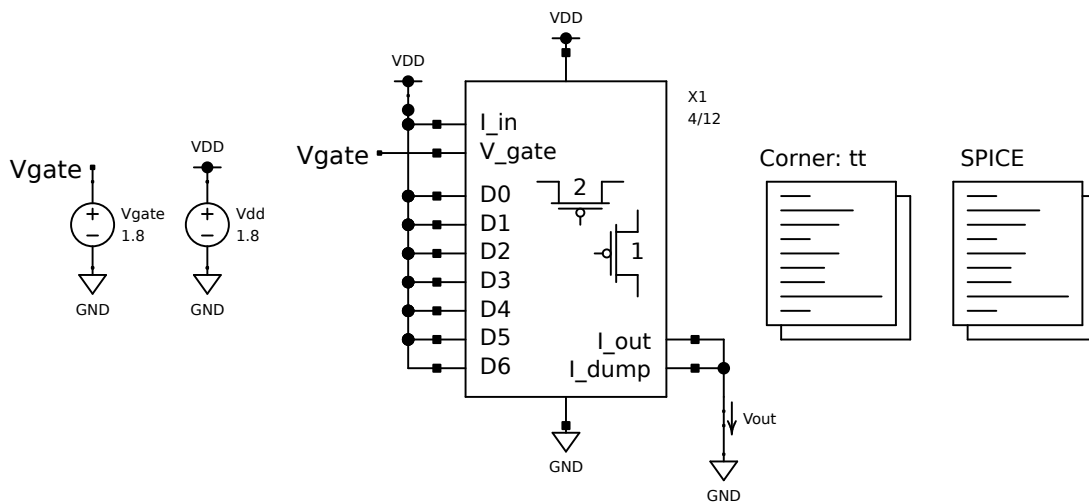 VDD
VDD
X1
4/12
I_in
Vgate
V_gate
Corner: tt
SPICE
VDD
Vgate
D0
2
D1
Vgate
1.8
Vdd
1.8
D2
1
D3
GND
GND
D4
D5
I_out
D6
I_dump
Vout
GND
GND